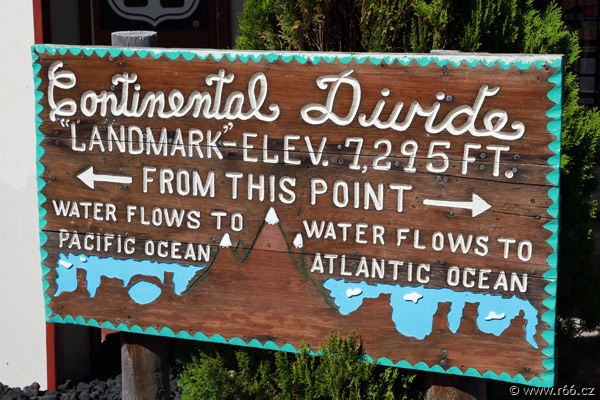 Continental Divide
"LANDMARK"-ELEV. 7,295 FT.
FROM THIS POINT
WATER FLOWS TO
PACIFIC OCEAN
WATER FLOWS TO
ATLANTIC OCEAN
© www.r66.cz